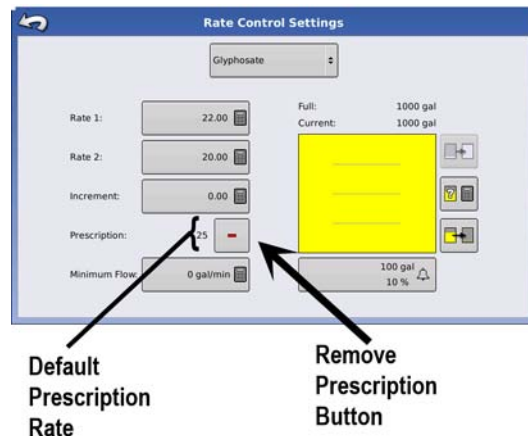 Rate Control Settings
Glyphosate
Rate 1: 22.00
Full: 1000 gal
Current: 1000 gal
Rate 2: 20.00
Increment: 0.00
?
Prescription: 25
Minimum Flow: 0 gal/min
100 gal
10 %
Default
Prescription
Rate
Remove
Prescription
Button